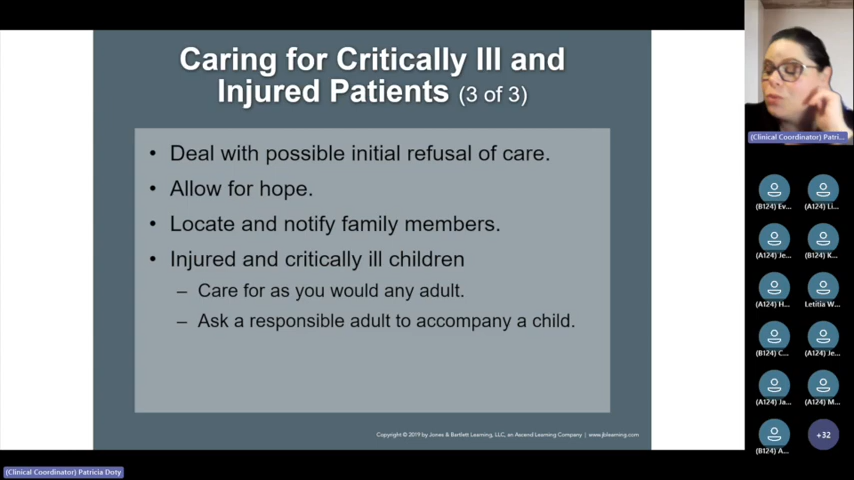 Caring for Critically Ill and
Injured Patients (3 of 3)
• Deal with possible initial refusal of care.
• Allow for hope.
• Locate and notify family members.
• Injured and critically ill children
– Care for as you would any adult.
– Ask a responsible adult to accompany a child.
Copyright © 2019 by Jones & Bartlett Learning, LLC, an Ascend Learning Company | www.jblearning.com
(Clinical Coordinator) Patricia Doty
(Clinical Coordinator) Patri...
(B124) Ev...
(A124) Li...
(A124) Je...
(B124) K...
(A124) H...
Letitia W...
(B124) C...
(A124) Je...
(A124) Ja...
(A124) M...
(B124) A...
+32